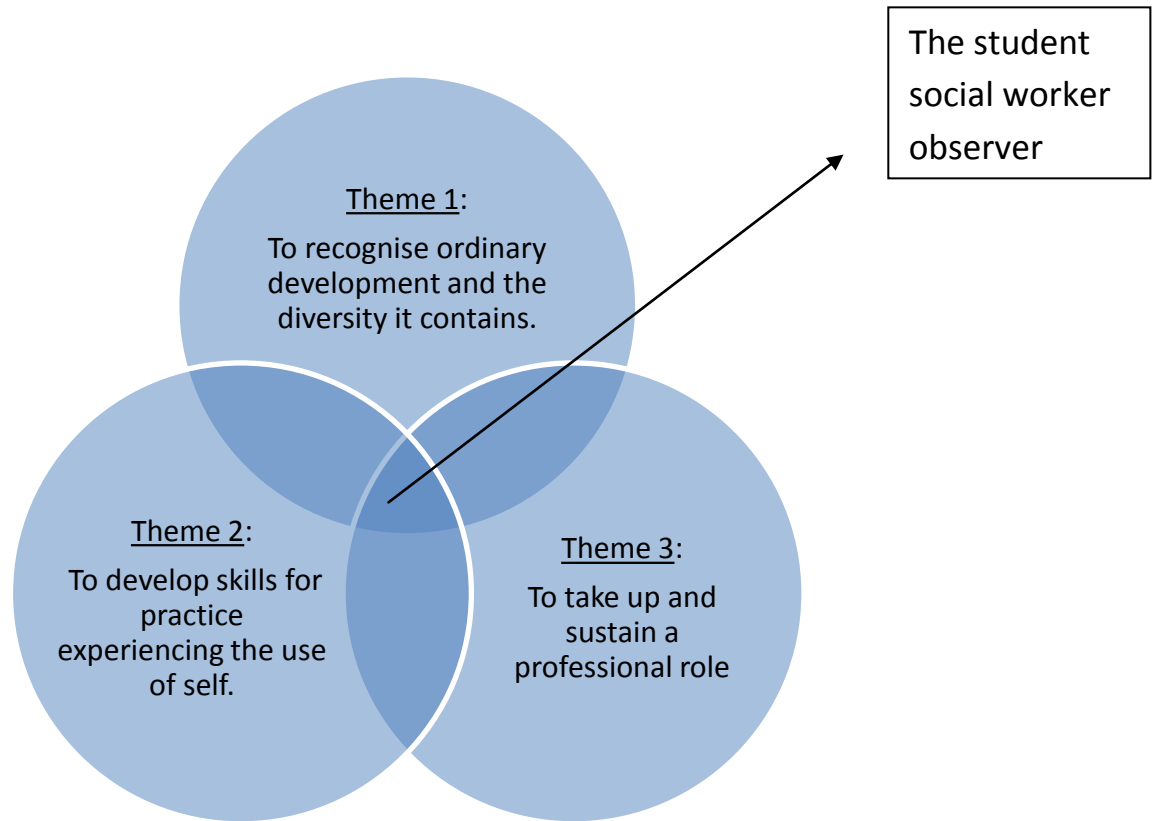 The student
social worker
observer
Theme 1:
To recognise ordinary
development and the
diversity it contains.
Theme 2:
To develop skills for
practice
experiencing the use
of self.
Theme 3:
To take up and
sustain a
professional role